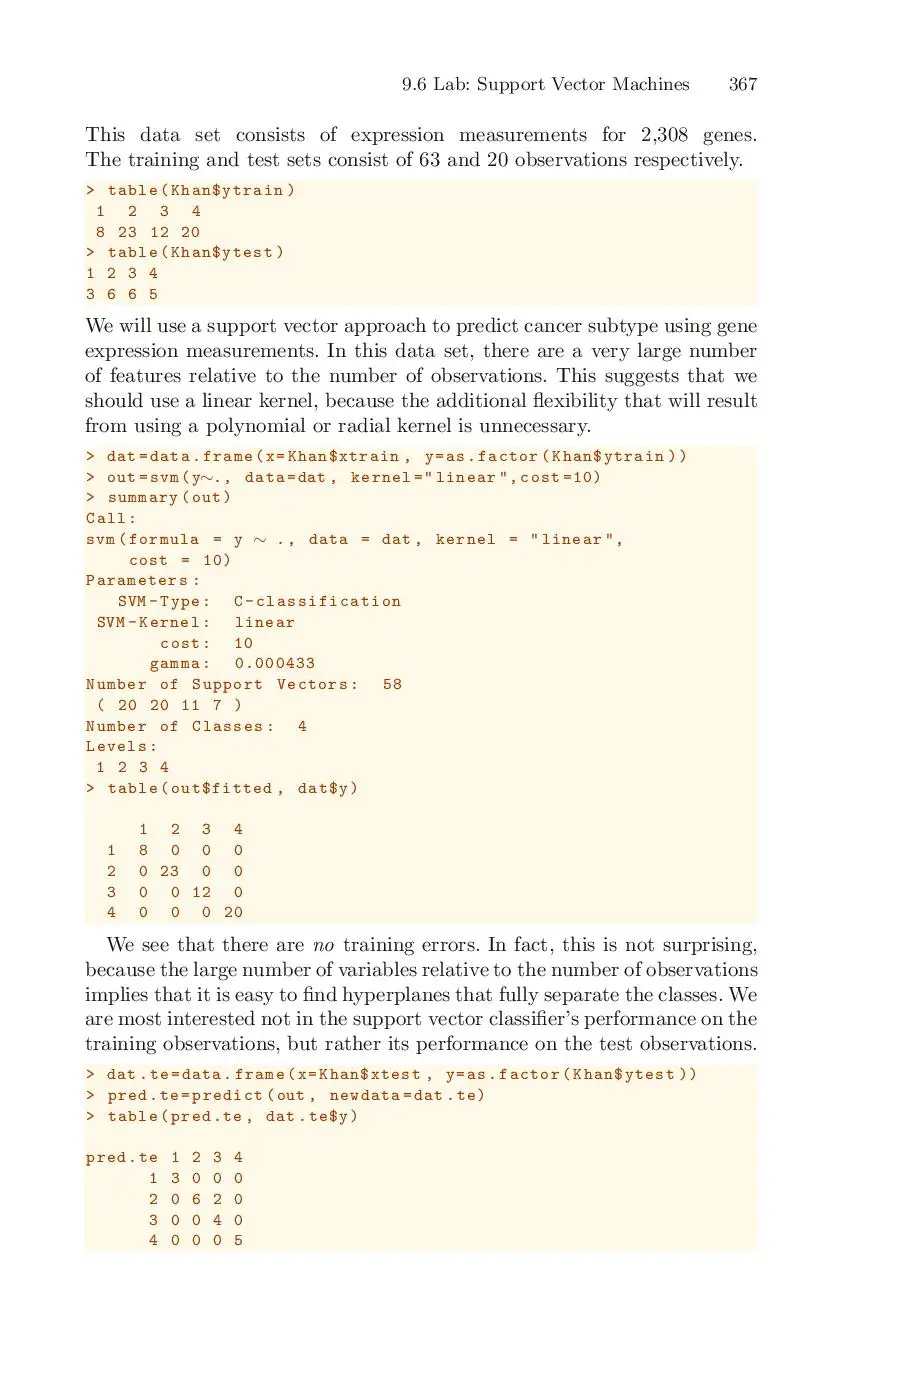 9.6 Lab: Support Vector Machines 367
This data set consists of expression measurements for 2,308 genes.
The training and test sets consist of 63 and 20 observations respectively.
> table(Khan$ytrain)
1 2 3 4
8 23 12 20
> table(Khan$ytest)
1 2 3 4
3 6 6 5
We will use a support vector approach to predict cancer subtype using gene
expression measurements. In this data set, there are a very large number
of features relative to the number of observations. This suggests that we
should use a linear kernel, because the additional flexibility that will result
from using a polynomial or radial kernel is unnecessary.
> dat=data.frame(x=Khan$xtrain, y=as.factor(Khan$ytrain))
> out=svm(y∼., data=dat, kernel="linear",cost=10)
> summary(out)
Call:
svm(formula = y ∼ ., data = dat, kernel = "linear",
cost = 10)
Parameters:
SVM-Type: C-classification
SVM-Kernel: linear
cost: 10
gamma: 0.000433
Number of Support Vectors: 58
( 20 20 11 7 )
Number of Classes: 4
Levels:
1 2 3 4
> table(out$fitted, dat$y)
1 2 3 4
1 8 0 0 0
2 0 23 0 0
3 0 0 12 0
4 0 0 0 20
We see that there are no training errors. In fact, this is not surprising,
because the large number of variables relative to the number of observations
implies that it is easy to find hyperplanes that fully separate the classes. We
are most interested not in the support vector classifier's performance on the
training observations, but rather its performance on the test observations.
> dat.te=data.frame(x=Khan$xtest, y=as.factor(Khan$ytest))
> pred.te=predict(out, newdata=dat.te)
> table(pred.te, dat.te$y)
pred.te 1 2 3 4
1 3 0 0 0
2 0 6 2 0
3 0 0 4 0
4 0 0 0 5